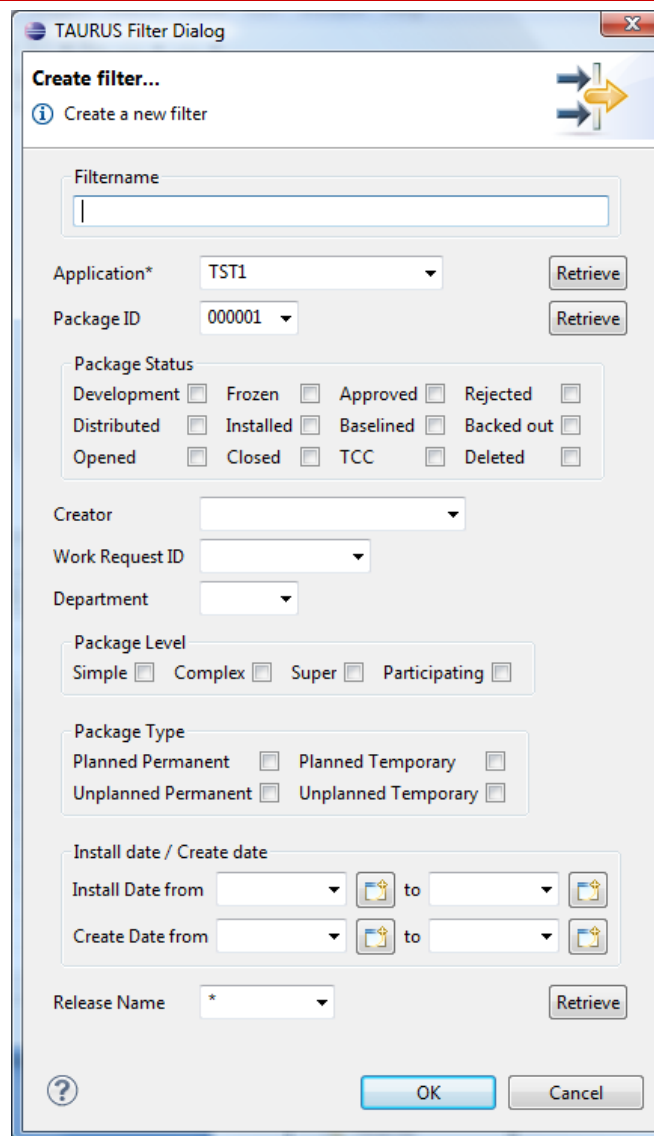 TAURUS Filter Dialog
Create filter...
Create a new filter
Filtername
Application* TST1 Retrieve
Package ID 000001 Retrieve
Package Status
Development Frozen Approved Rejected
Distributed Installed Baselined Backed out
Opened Closed TCC Deleted
Creator
Work Request ID
Department
Package Level
Simple Complex Super Participating
Package Type
Planned Permanent Planned Temporary
Unplanned Permanent Unplanned Temporary
Install date / Create date
Install Date from to
Create Date from to
Release Name * Retrieve
OK Cancel